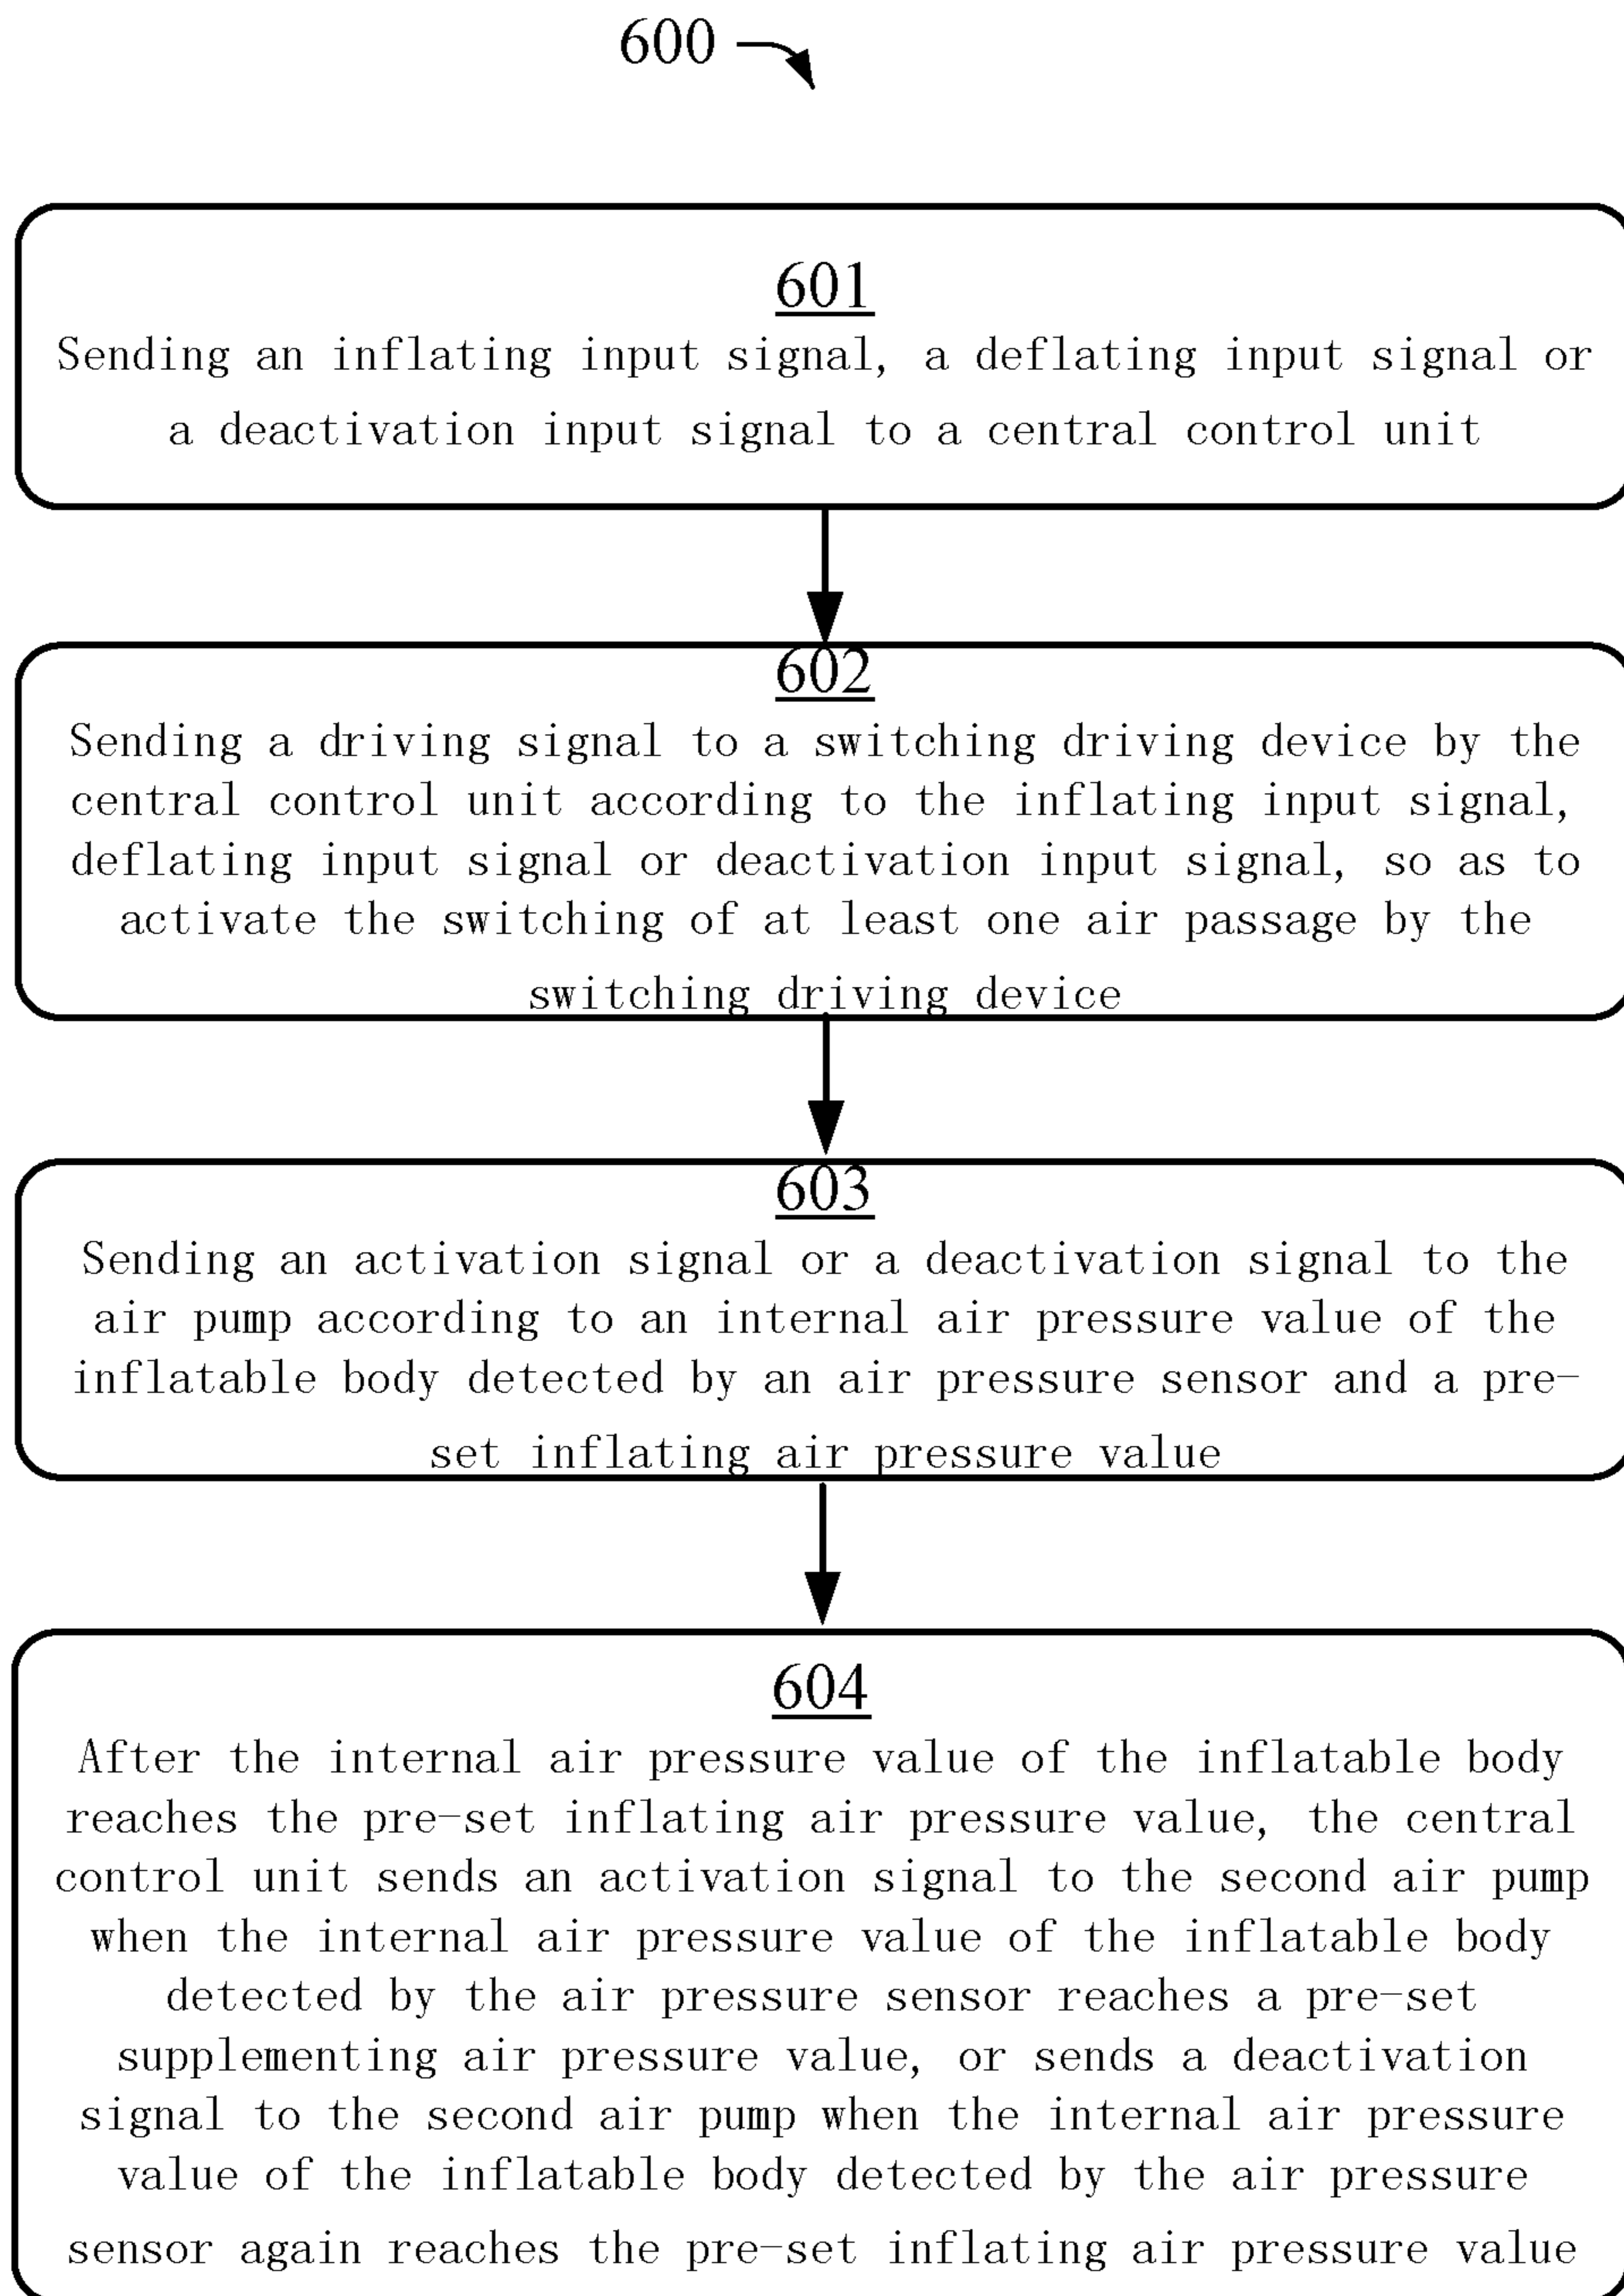 600
601
Sending an inflating input signal, a deflating input signal or
a deactivation input signal to a central control unit
602
Sending a driving signal to a switching driving device by the
central control unit according to the inflating input signal,
deflating input signal or deactivation input signal, so as to
activate the switching of at least one air passage by the
switching driving device
603
Sending an activation signal or a deactivation signal to the
air pump according to an internal air pressure value of the
inflatable body detected by an air pressure sensor and a pre-
set inflating air pressure value
604
After the internal air pressure value of the inflatable body
reaches the pre-set inflating air pressure value, the central
control unit sends an activation signal to the second air pump
when the internal air pressure value of the inflatable body
detected by the air pressure sensor reaches a pre-set
supplementing air pressure value, or sends a deactivation
signal to the second air pump when the internal air pressure
value of the inflatable body detected by the air pressure
sensor again reaches the pre-set inflating air pressure value